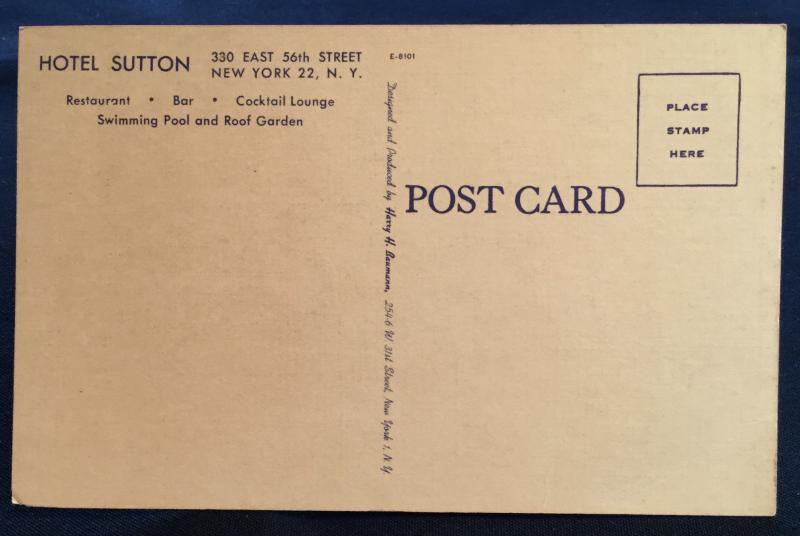 HOTEL SUTTON
330 EAST 56th STREET
NEW YORK 22, N. Y.
Restaurant • Bar • Cocktail Lounge
Swimming Pool and Roof Garden
E-8101
Designed and Produced by Harry H. Baumann, 254-6 W. 31st Street, New York 1, N. Y.
POST CARD
PLACE
STAMP
HERE